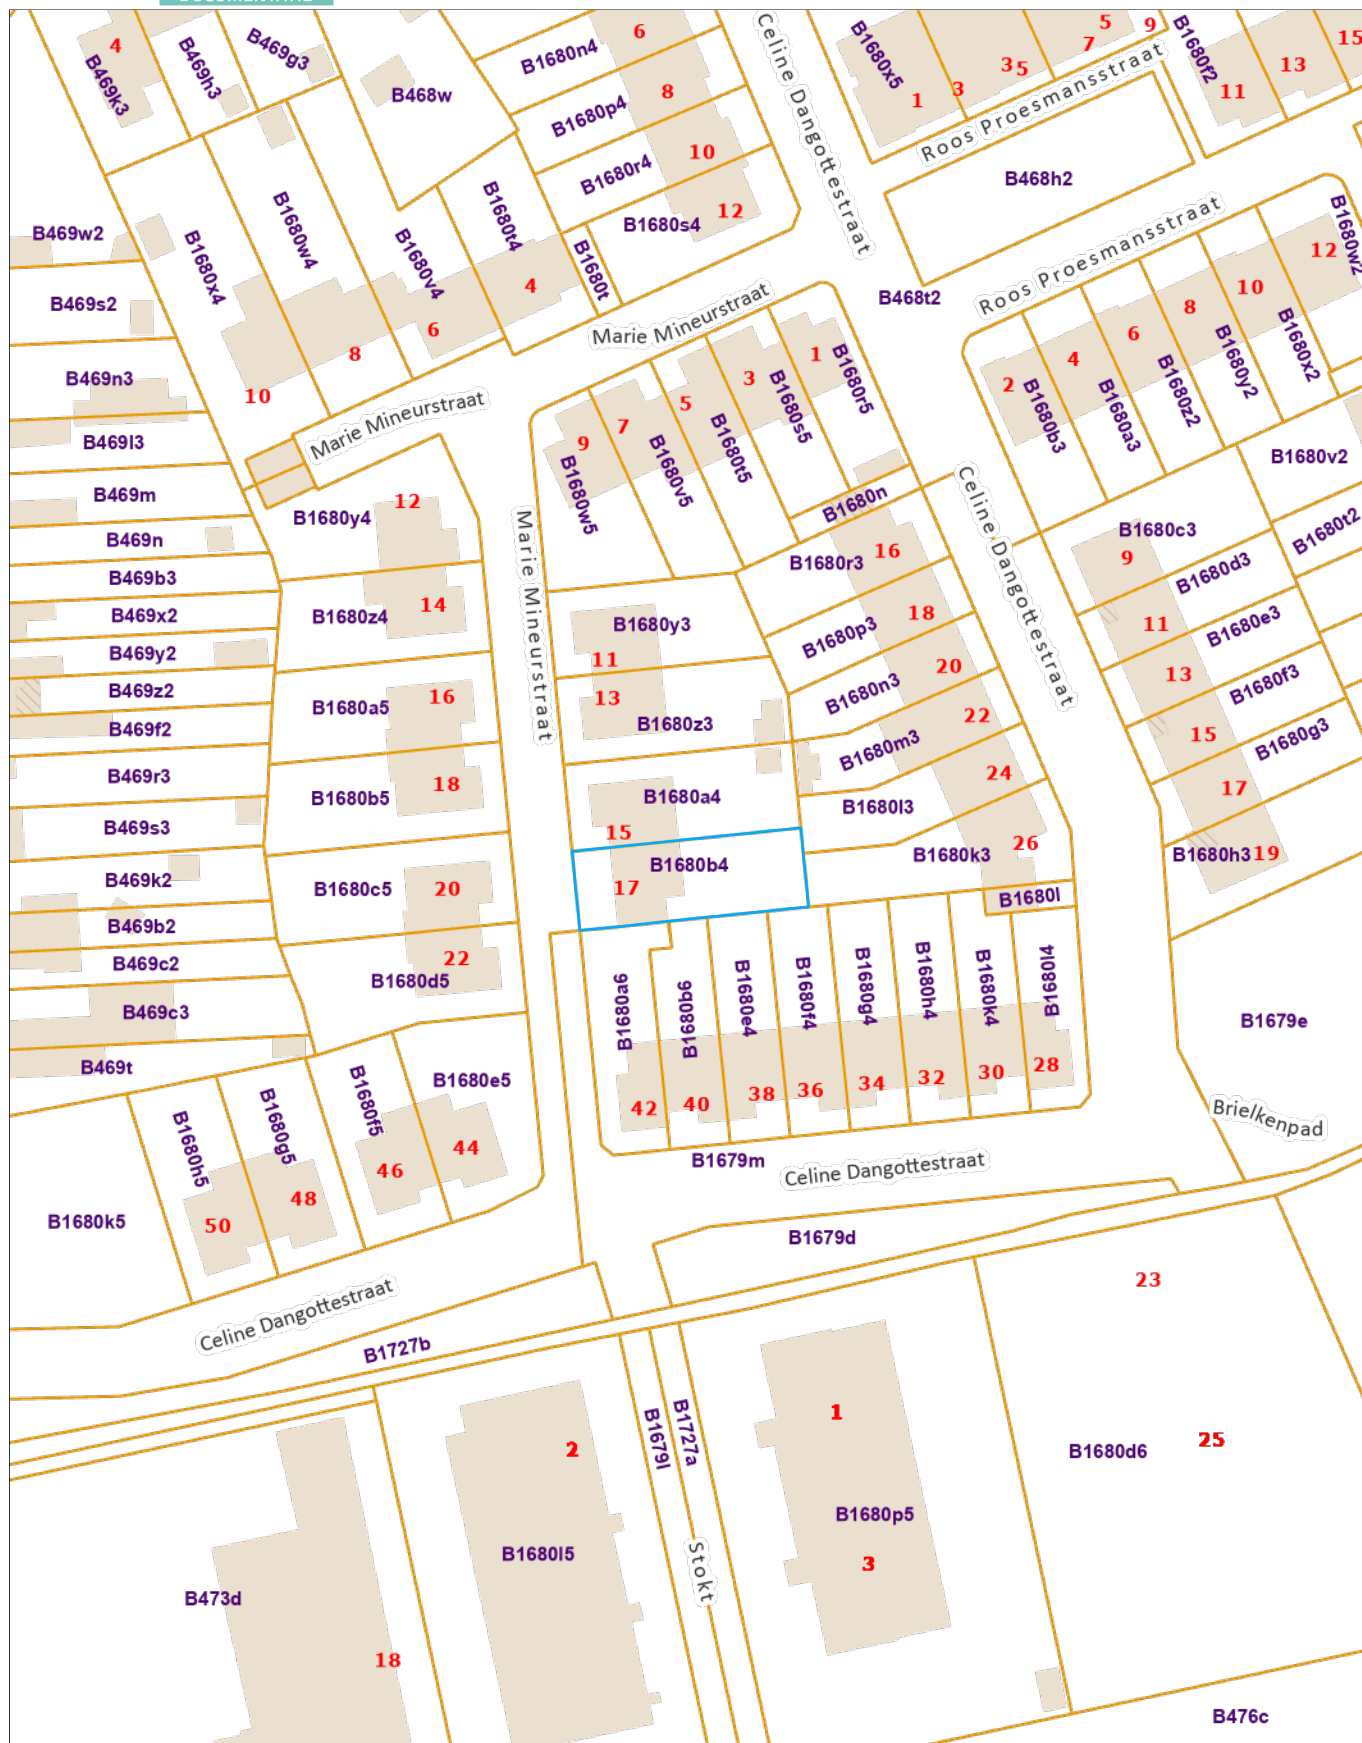 4
B469k3
B469h3
B469g3
B468w
B1680n4
6
B1680p4
8
B1680r4
10
B1680s4
12
Celine Dangottestraat
B1680x5
1
3
3
5
7
5
9
Roos Proesmansstraat
B1680f2
11
13
15
B468h2
B469w2
B469s2
B469n3
B469l3
B469m
B469n
B469b3
B469x2
B469y2
B469z2
B469f2
B469r3
B469s3
B469k2
B469b2
B469c2
B469c3
B469t
B1680x4
B1680w4
B1680v4
B1680t4
B1680t
4
6
8
10
Marie Mineurstraat
Marie Mineurstraat
B468t2
Roos Proesmansstraat
B1680w2
12
10
8
6
4
2
B1680b3
B1680a3
B1680z2
B1680y2
B1680x2
B1680v2
B1680t2
1
3
5
7
9
B1680r5
B1680s5
B1680t5
B1680v5
B1680w5
B1680n
Marie Mineurstraat
Celine Dangottestraat
B1680y4
12
B1680z4
14
B1680a5
16
B1680b5
18
B1680c5
20
B1680d5
22
B1680y3
11
13
B1680z3
B1680a4
15
B1680b4
17
B1680r3
16
B1680p3
18
B1680n3
20
B1680m3
22
B1680l3
24
B1680k3
26
B1680l
B1680c3
9
B1680d3
11
B1680e3
13
B1680f3
15
B1680g3
17
B1680h3
19
B1679e
B1680a6
B1680b6
B1680e4
B1680f4
B1680g4
B1680h4
B1680k4
B1680l4
42
40
38
36
34
32
30
28
B1680h5
B1680g5
B1680f5
B1680e5
50
48
46
44
B1680k5
B1679m
Celine Dangottestraat
Brielkenpad
B1679d
Celine Dangottestraat
B1727b
23
B1680d6
25
B1679l
B1727a
Stokt
1
B1680p5
3
2
B1680l5
B473d
18
B476c